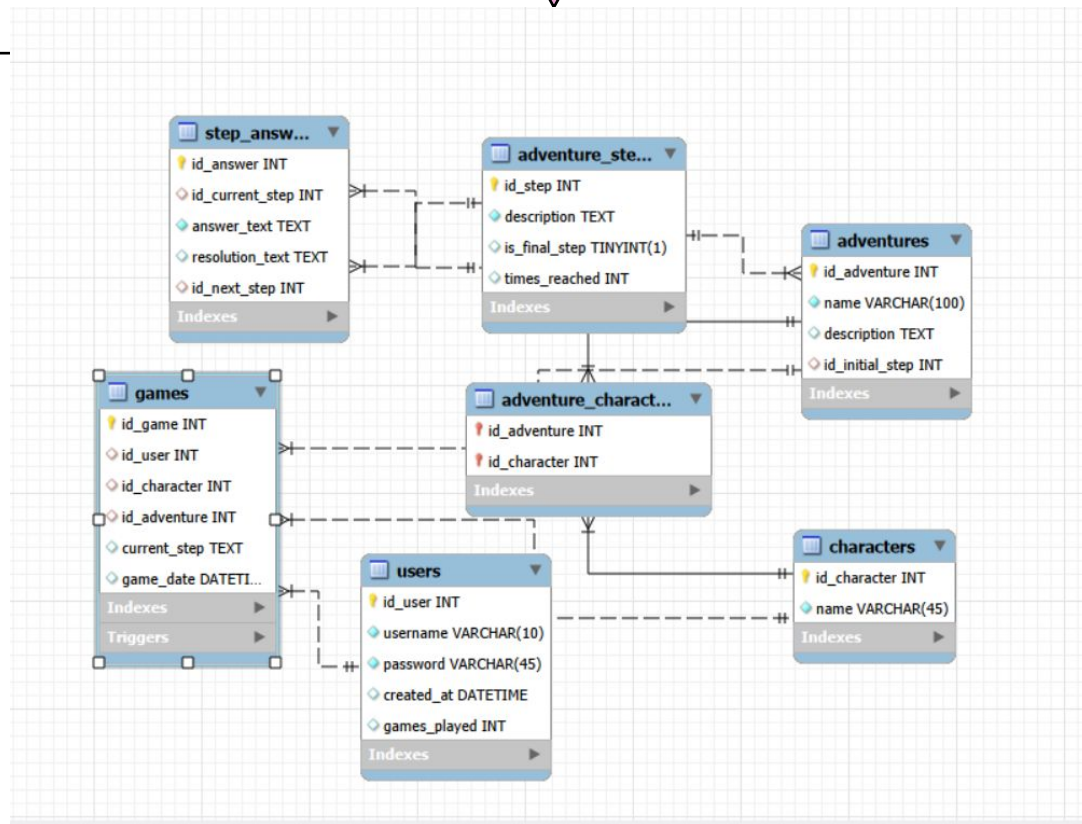 step_answ...
id_answer INT
id_current_step INT
answer_text TEXT
resolution_text TEXT
id_next_step INT
Indexes
adventure_ste...
id_step INT
description TEXT
is_final_step TINYINT(1)
times_reached INT
Indexes
adventures
id_adventure INT
name VARCHAR(100)
description TEXT
id_initial_step INT
Indexes
games
id_game INT
id_user INT
id_character INT
id_adventure INT
current_step TEXT
game_date DATETI...
Indexes
Triggers
adventure_charact...
id_adventure INT
id_character INT
Indexes
users
id_user INT
username VARCHAR(10)
password VARCHAR(45)
created_at DATETIME
games_played INT
Indexes
characters
id_character INT
name VARCHAR(45)
Indexes